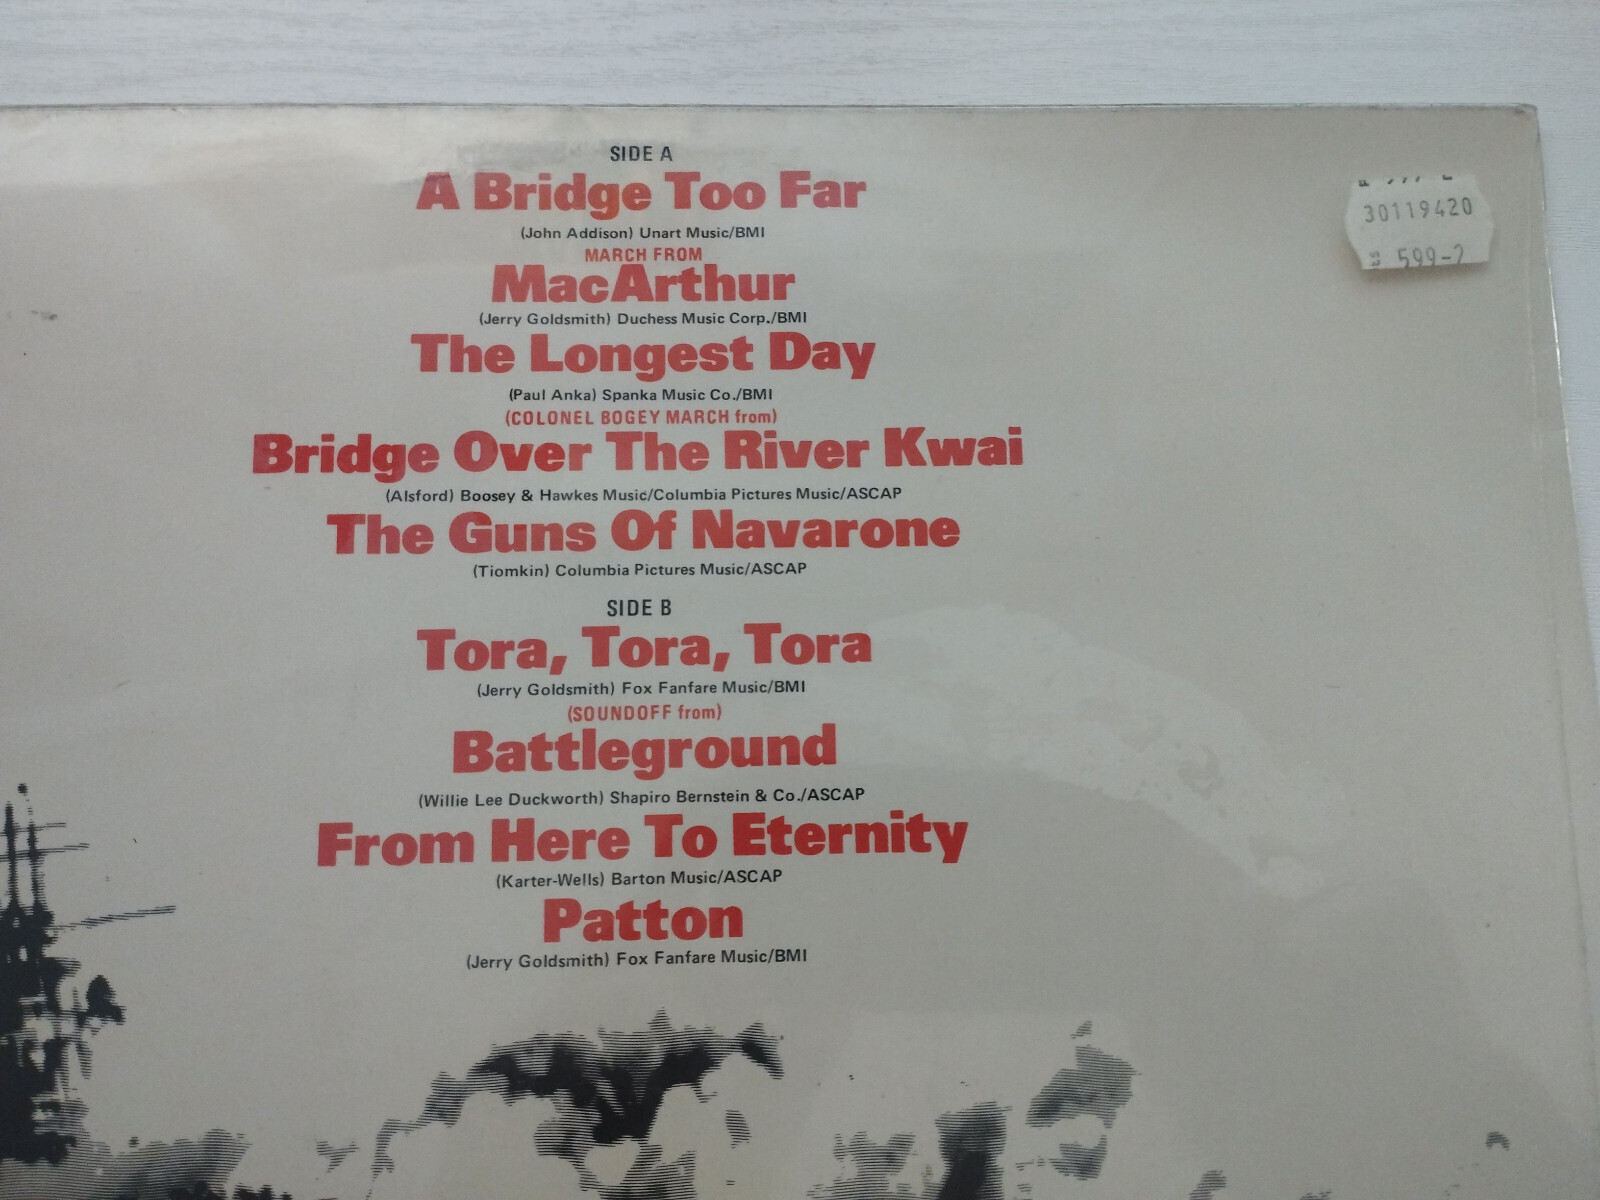 SIDE A
A Bridge Too Far
(John Addison) Unart Music/BMI
MARCH FROM
MacArthur
(Jerry Goldsmith) Duchess Music Corp./BMI
The Longest Day
(Paul Anka) Spanka Music Co./BMI
(COLONEL BOGEY MARCH from)
Bridge Over The River Kwai
(Alsford) Boosey & Hawkes Music/Columbia Pictures Music/ASCAP
The Guns Of Navarone
(Tiomkin) Columbia Pictures Music/ASCAP
SIDE B
Tora, Tora, Tora
(Jerry Goldsmith) Fox Fanfare Music/BMI
(SOUNDOFF from)
Battleground
(Willie Lee Duckworth) Shapiro Bernstein & Co./ASCAP
From Here To Eternity
(Karter-Wells) Barton Music/ASCAP
Patton
(Jerry Goldsmith) Fox Fanfare Music/BMI
30119420
599-2